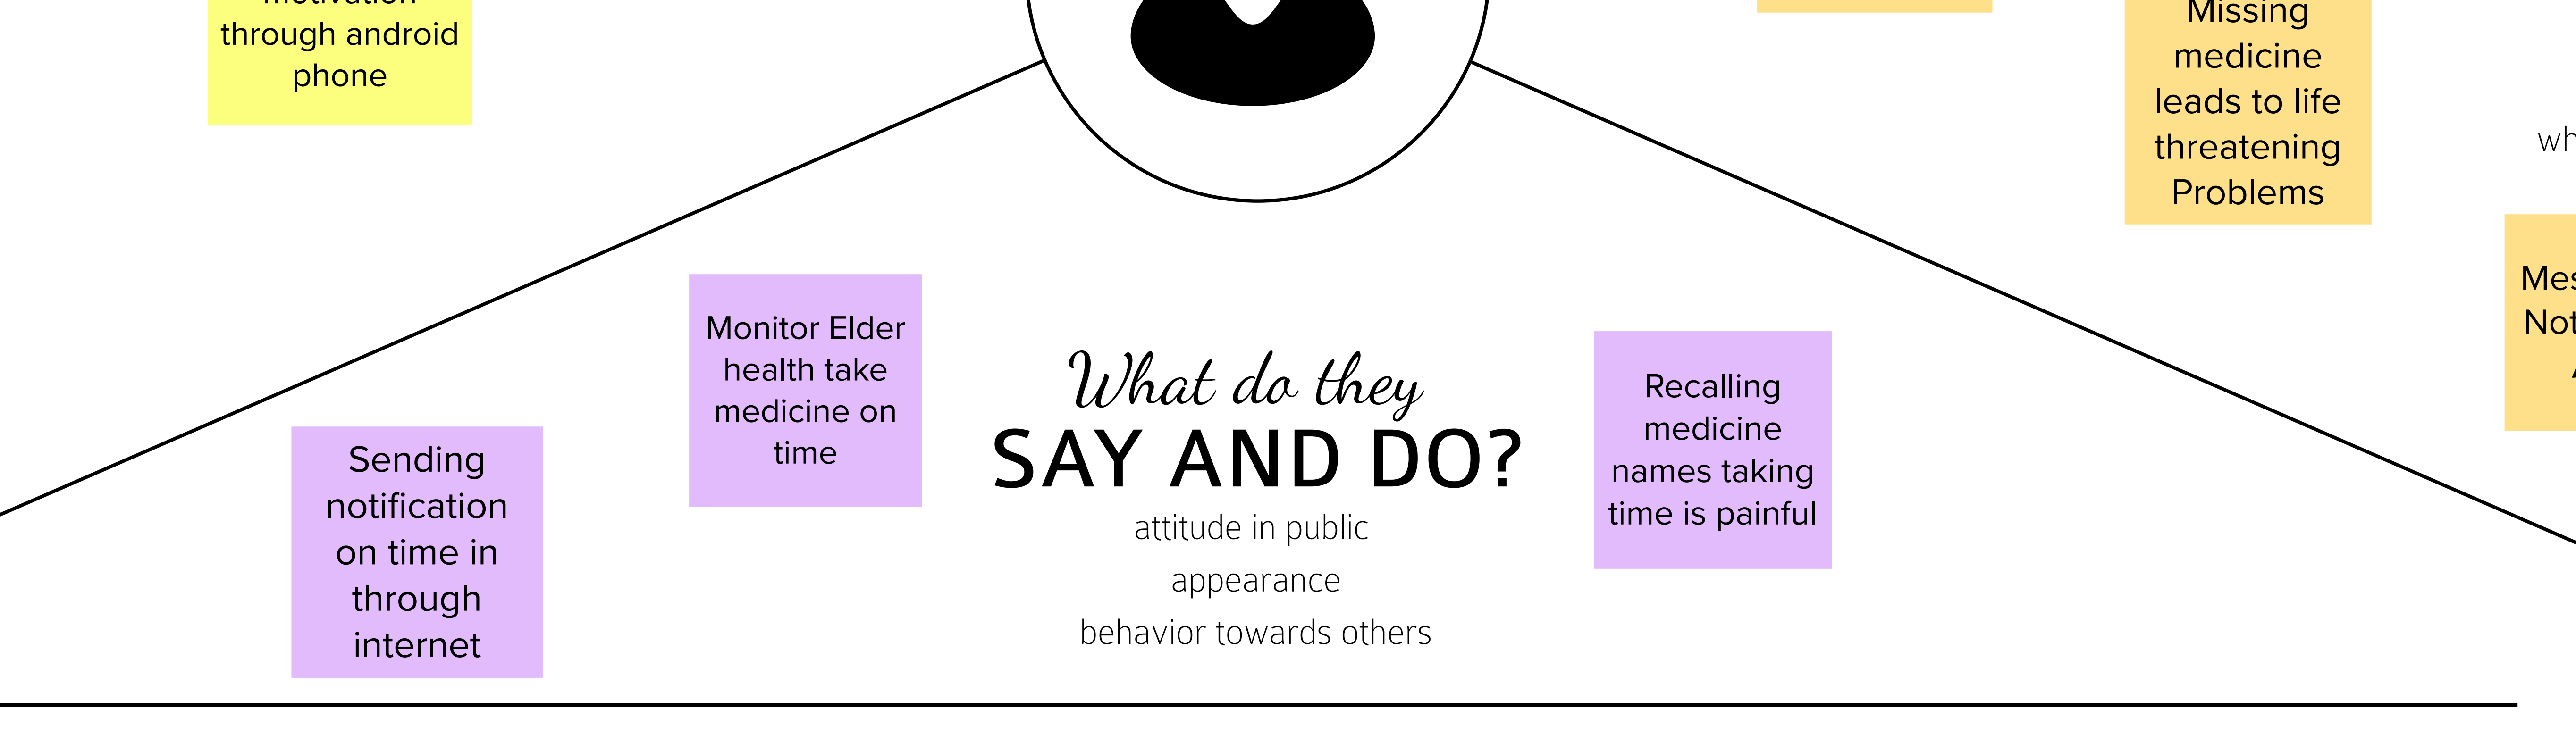 through android
phone
Missing
medicine
leads to life
threatening
Problems
Monitor Elder
health take
medicine on
time
Sending
notification
on time in
through
internet
What do they
SAY AND DO?
attitude in public
appearance
behavior towards others
Recalling
medicine
names taking
time is painful